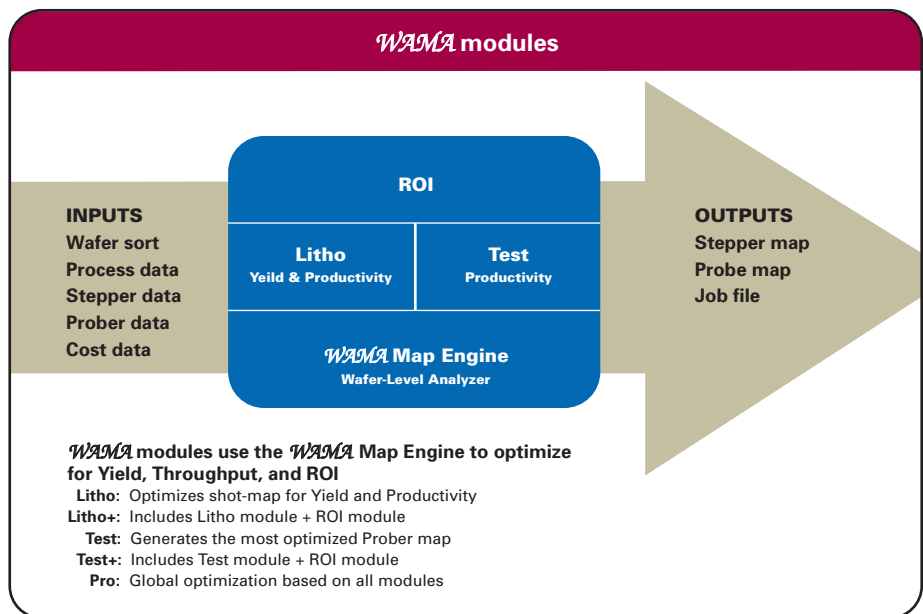 WAMA modules
INPUTS
Wafer sort
Process data
Stepper data
Prober data
Cost data
ROI
Litho
Yeild & Productivity
Test
Productivity
WAMA Map Engine
Wafer-Level Analyzer
OUTPUTS
Stepper map
Probe map
Job file
WAMA modules use the WAMA Map Engine to optimize
for Yield, Throughput, and ROI
Litho: Optimizes shot-map for Yield and Productivity
Litho+: Includes Litho module + ROI module
Test: Generates the most optimized Prober map
Test+: Includes Test module + ROI module
Pro: Global optimization based on all modules